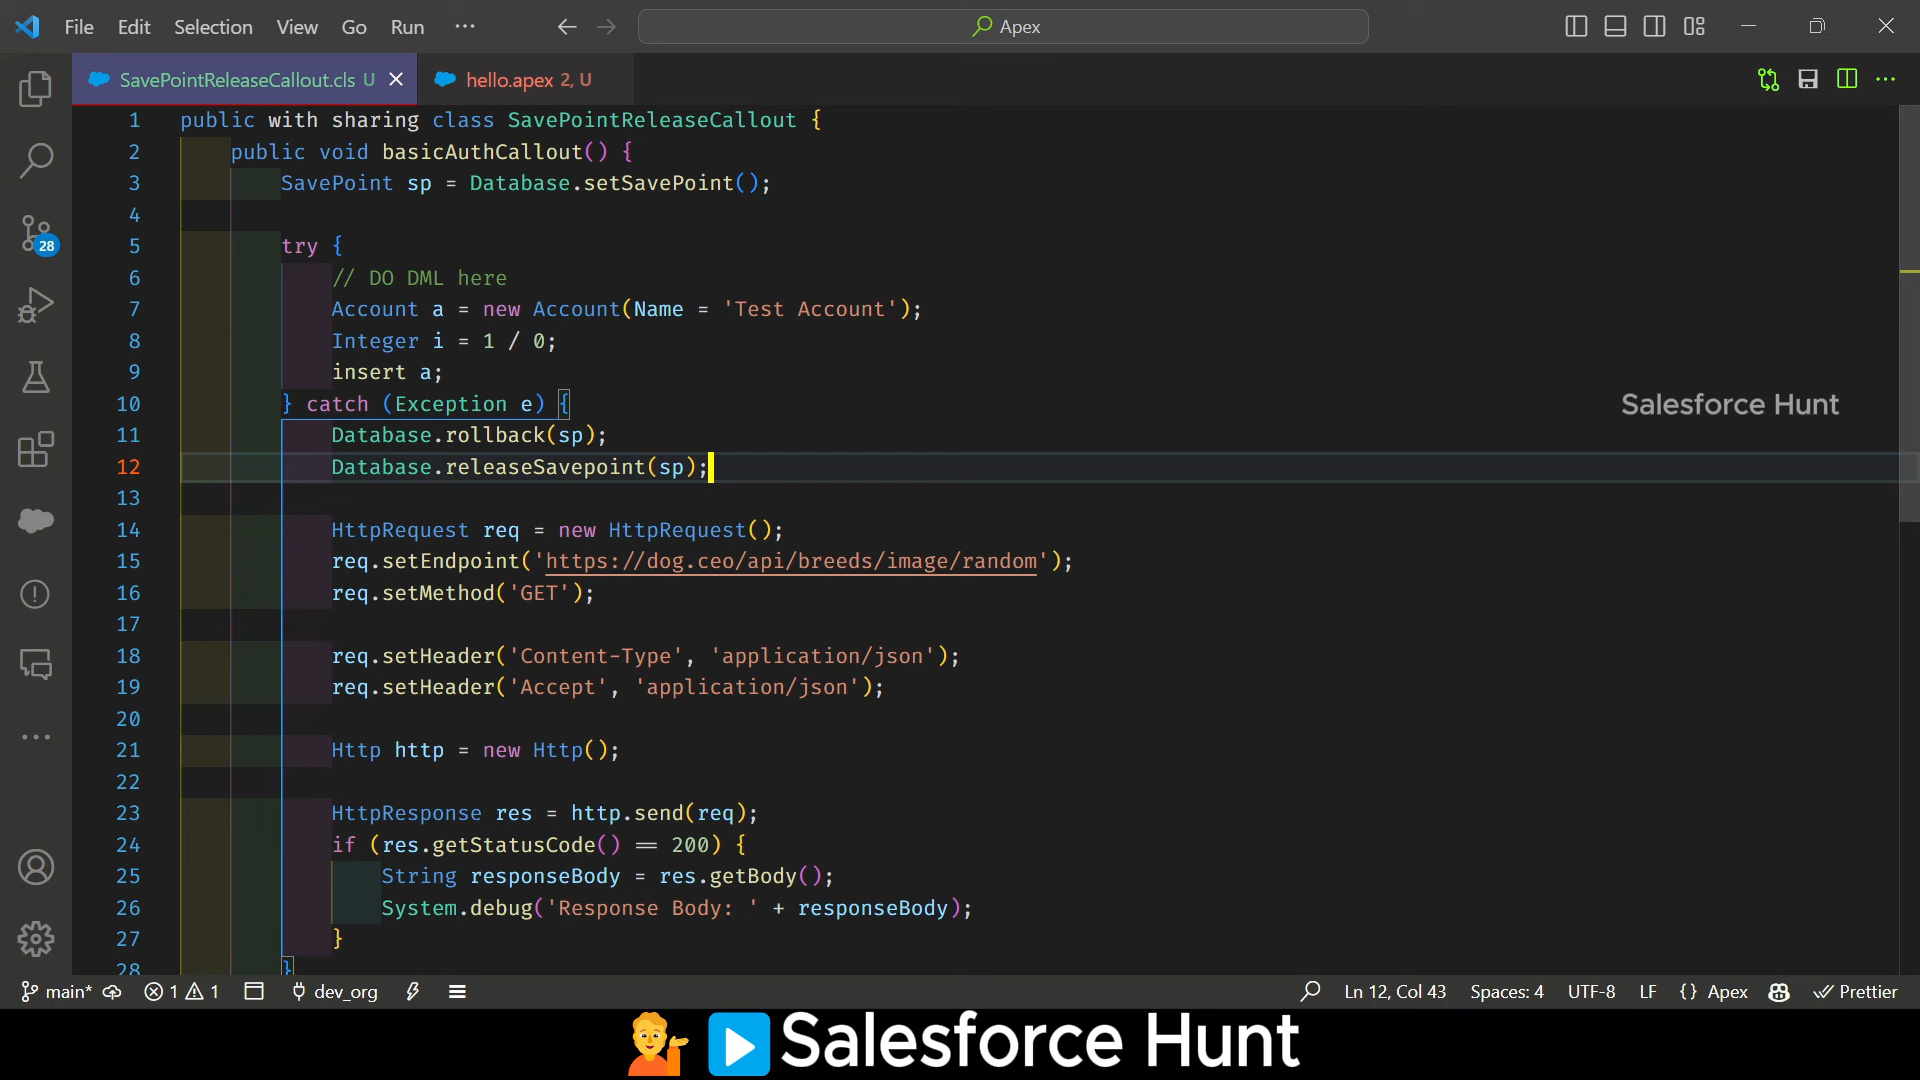 File Edit Selection View Go Run ··· Apex
SavePointReleaseCallout.cls U hello.apex 2, U
1 public with sharing class SavePointReleaseCallout {
2 public void basicAuthCallout() {
3 SavePoint sp = Database.setSavePoint();
4
5 try {
6 // DO DML here
7 Account a = new Account(Name = 'Test Account');
8 Integer i = 1 / 0;
9 insert a;
10 } catch (Exception e) {
Salesforce Hunt
11 Database.rollback(sp);
12 Database.releaseSavepoint(sp);
13
14 HttpRequest req = new HttpRequest();
15 req.setEndpoint('https://dog.ceo/api/breeds/image/random');
16 req.setMethod('GET');
17
18 req.setHeader('Content-Type', 'application/json');
19 req.setHeader('Accept', 'application/json');
20
21 Http http = new Http();
22
23 HttpResponse res = http.send(req);
24 if (res.getStatusCode() == 200) {
25 String responseBody = res.getBody();
26 System.debug('Response Body: ' + responseBody);
27 }
28 }
28
main* 1 1 dev_org Ln 12, Col 43 Spaces: 4 UTF-8 LF {} Apex Prettier
Salesforce Hunt